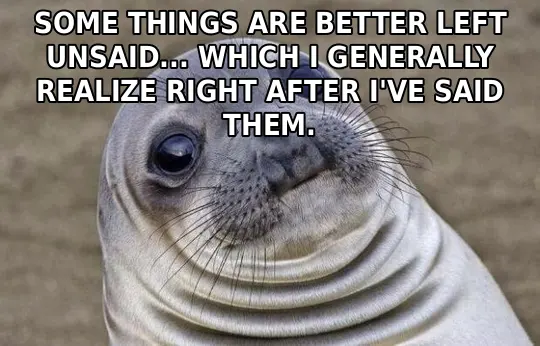 SOME THINGS ARE BETTER LEFT
UNSAID... WHICH I GENERALLY
REALIZE RIGHT AFTER I'VE SAID
THEM.